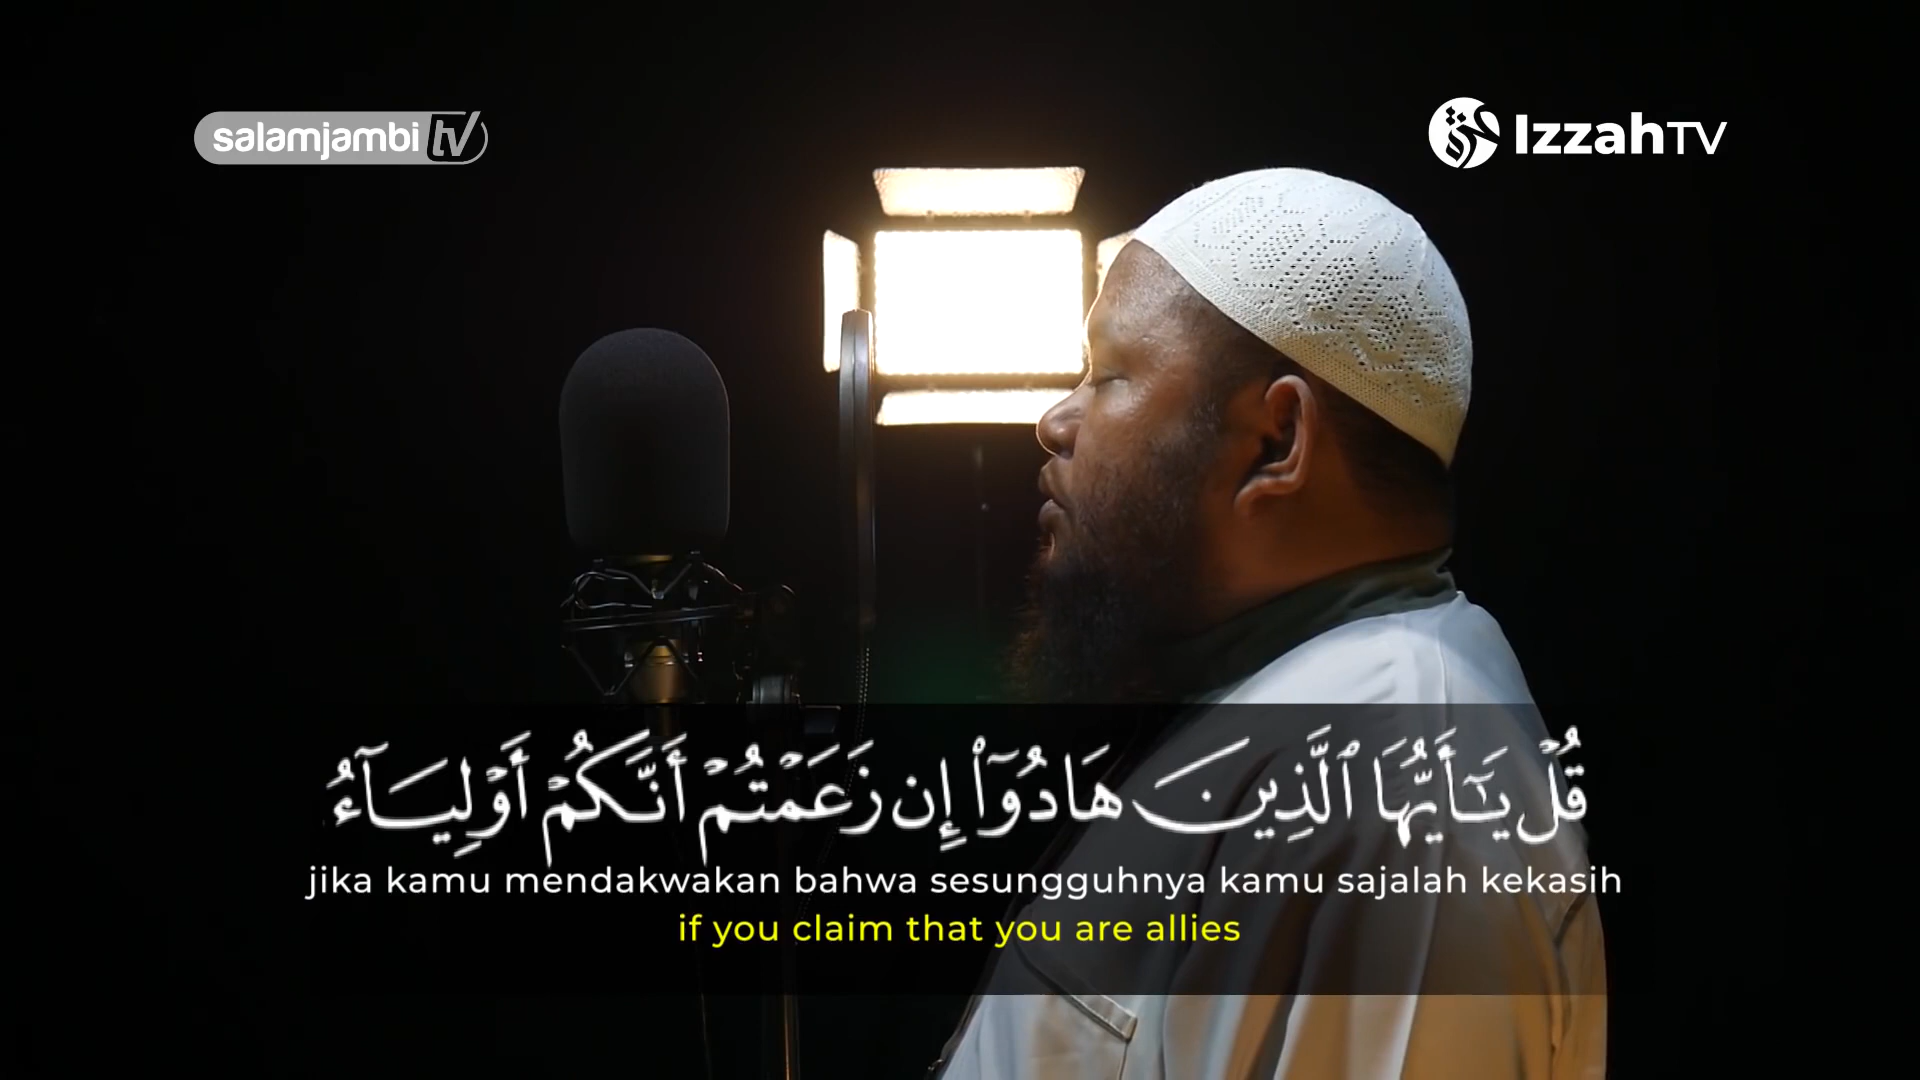 salamjambi tv
IzzahTV
قُلْ يَـٰٓأَيُّهَا ٱلَّذِينَ هَادُوٓا۟ إِن زَعَمْتُمْ أَنَّكُمْ أَوْلِيَآءُ
jika kamu mendakwakan bahwa sesungguhnya kamu sajalah kekasih
if you claim that you are allies